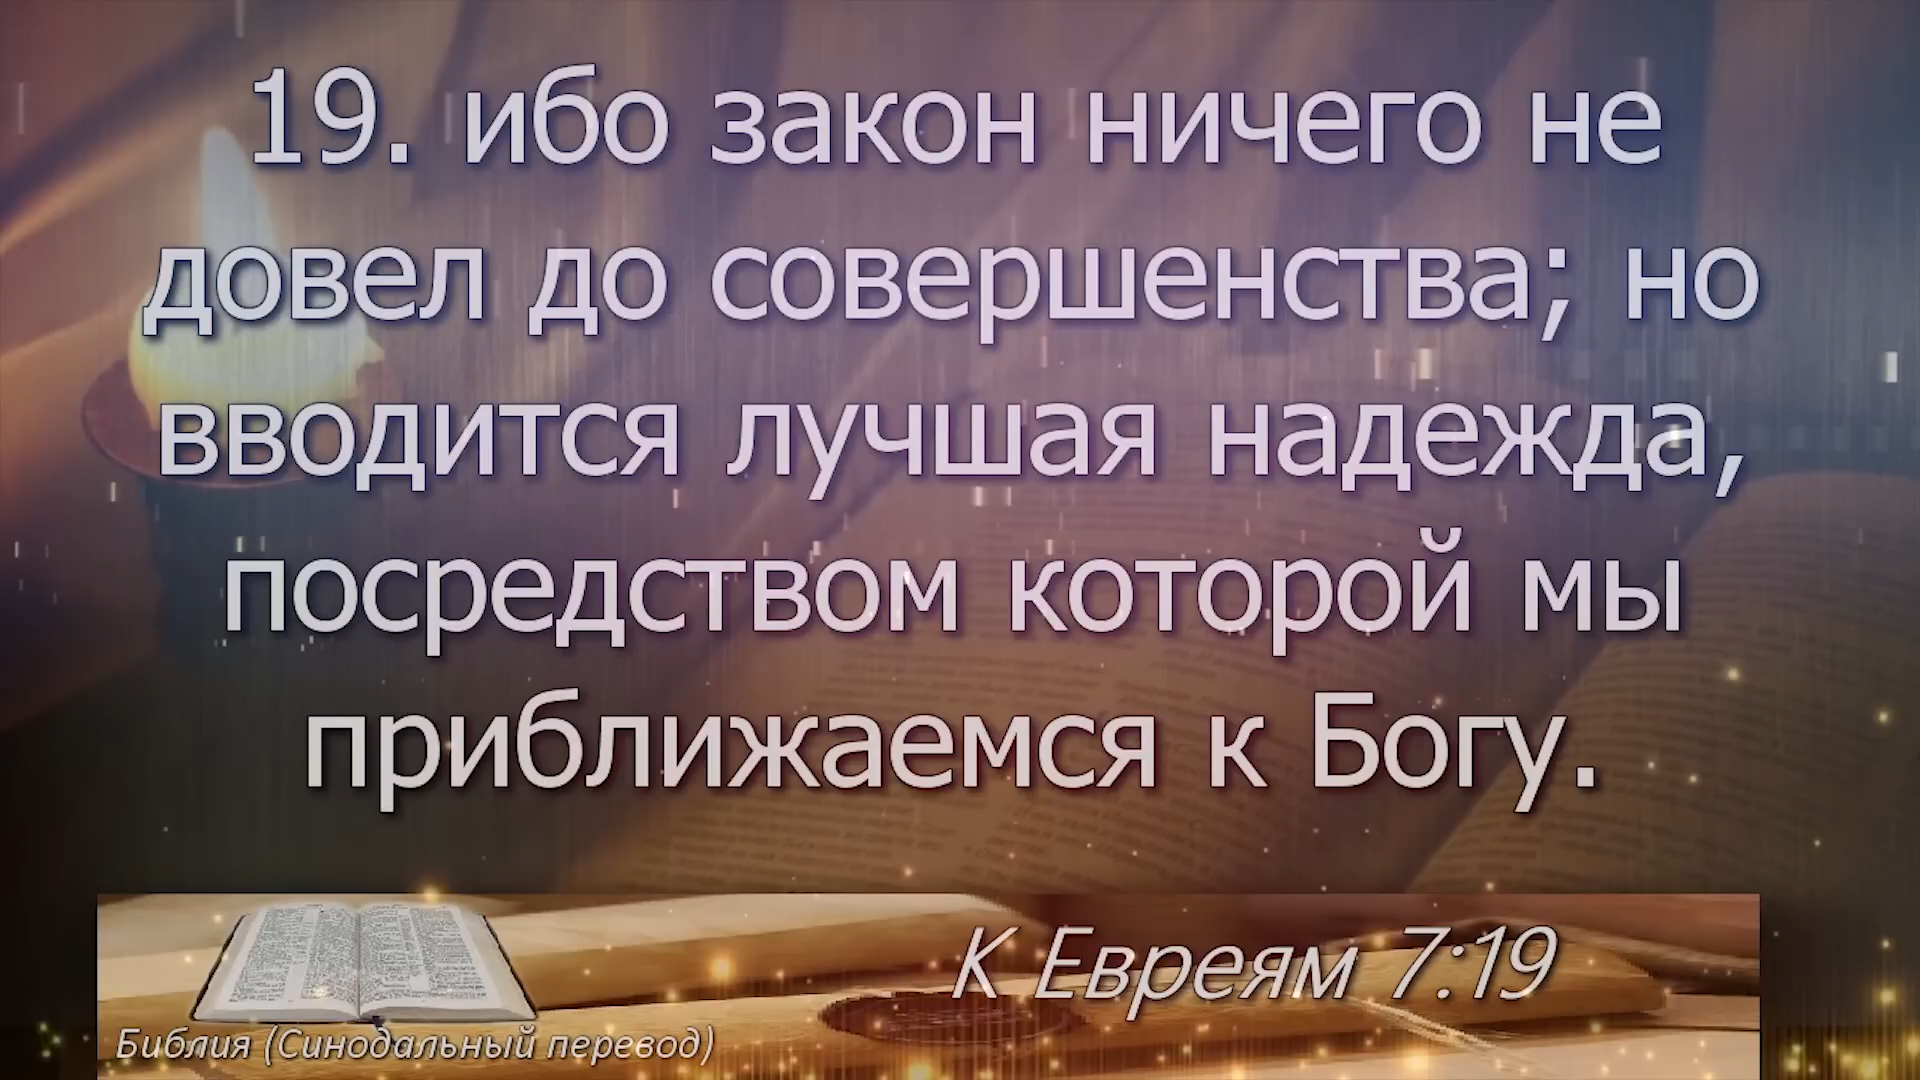 19. ибо закон ничего не
довел до совершенства; но
вводится лучшая надежда,
посредством которой мы
приближаемся к Богу.
К Евреям 7:19
Библия (Синодальный перевод)